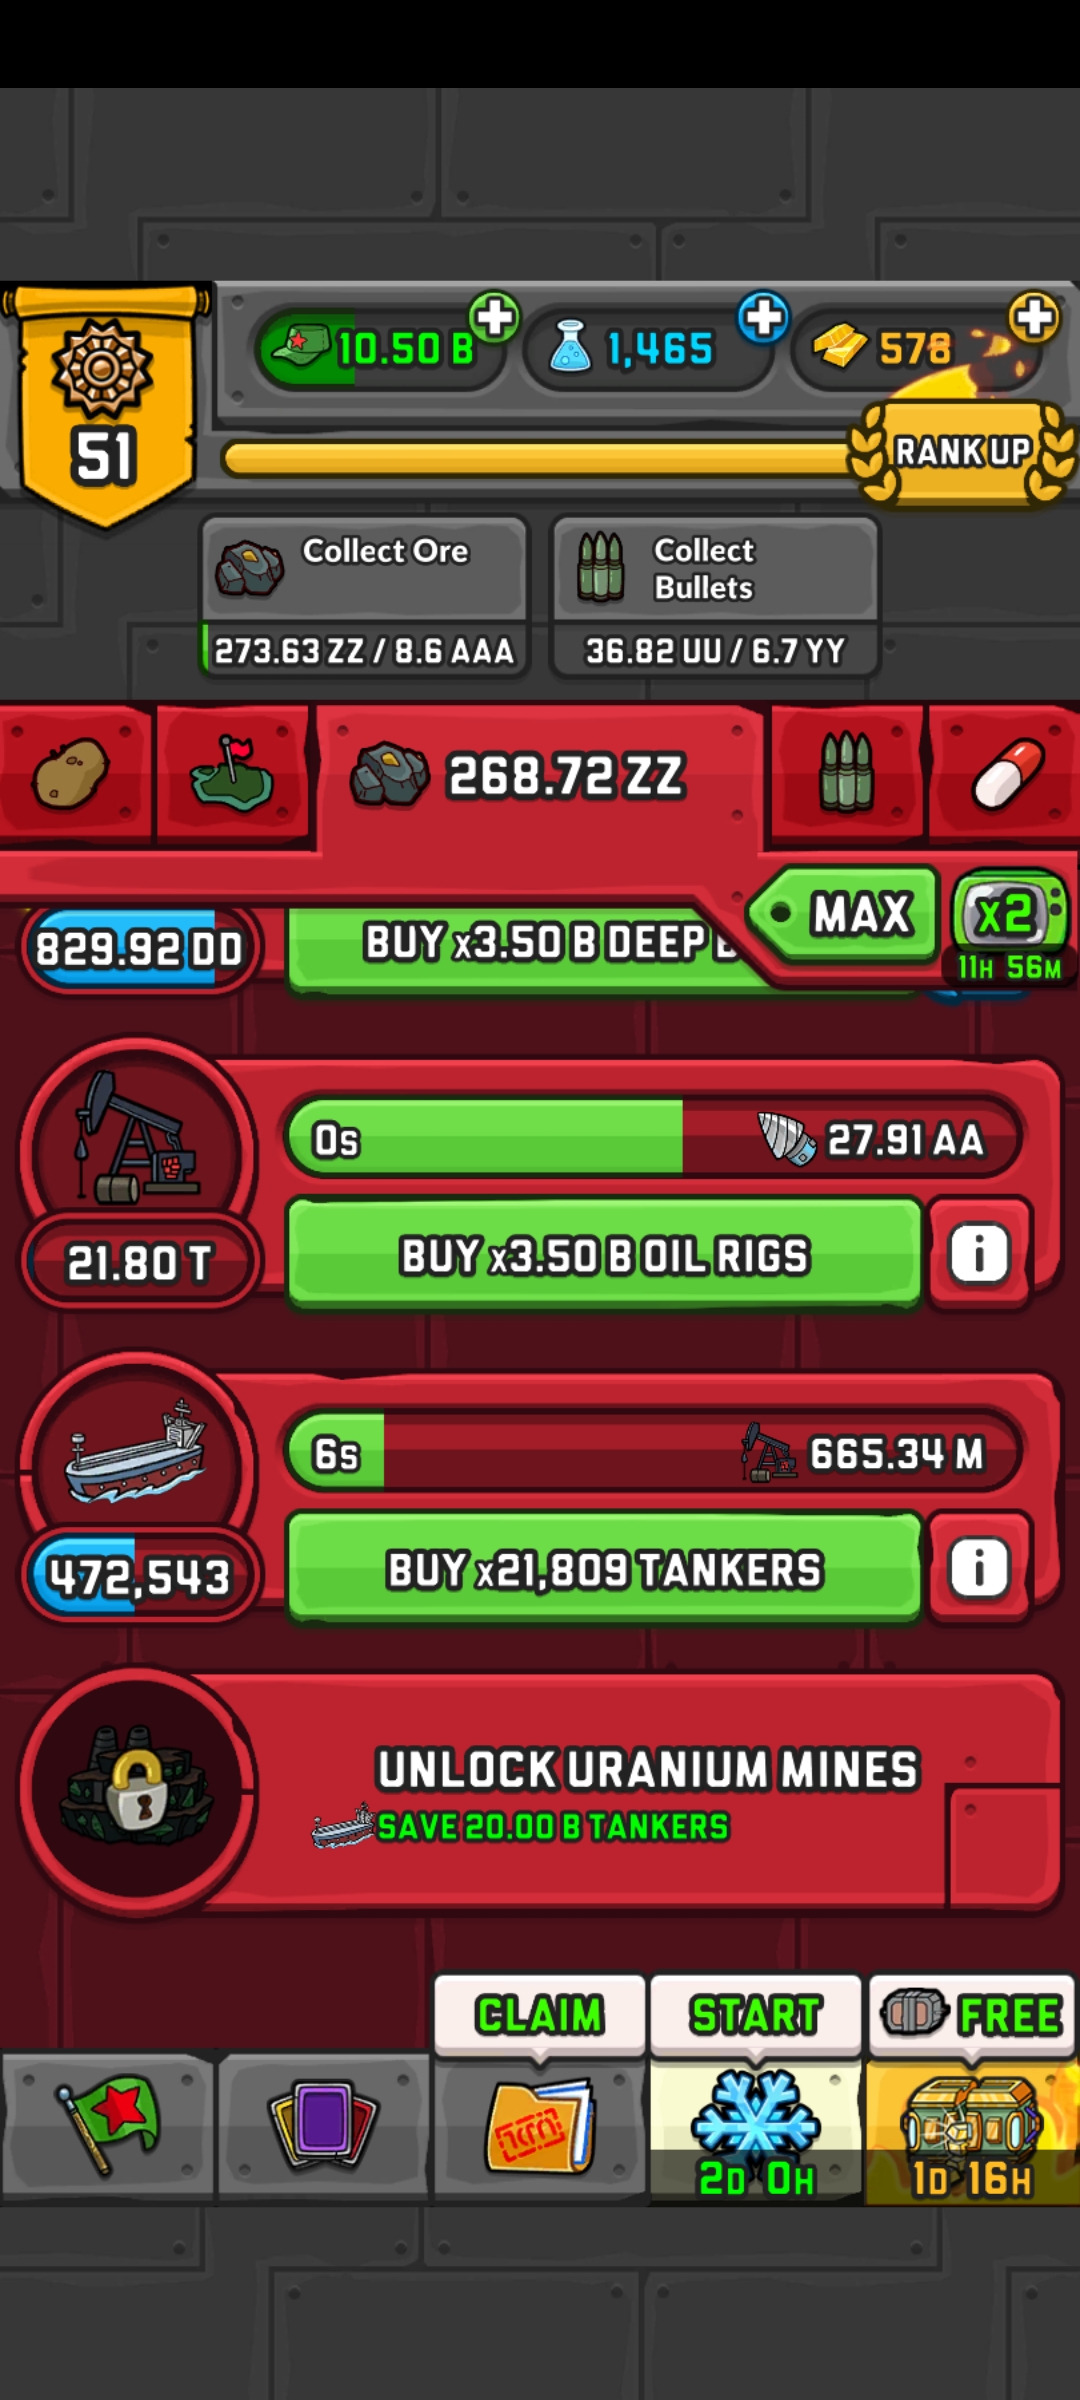 10.50 B
1,465
578
51
RANK UP
Collect Ore
273.63 ZZ / 8.6 AAA
Collect
Bullets
36.82 UU / 6.7 YY
268.72 ZZ
MAX
x2
11H 56M
829.92 DD
BUY x3.50 B DEEP
0s
27.91 AA
21.80 T
BUY x3.50 B OIL RIGS
i
6s
665.34 M
472,543
BUY x21,809 TANKERS
i
UNLOCK URANIUM MINES
SAVE 20.00 B TANKERS
CLAIM
START
FREE
2D 0H
1D 16H